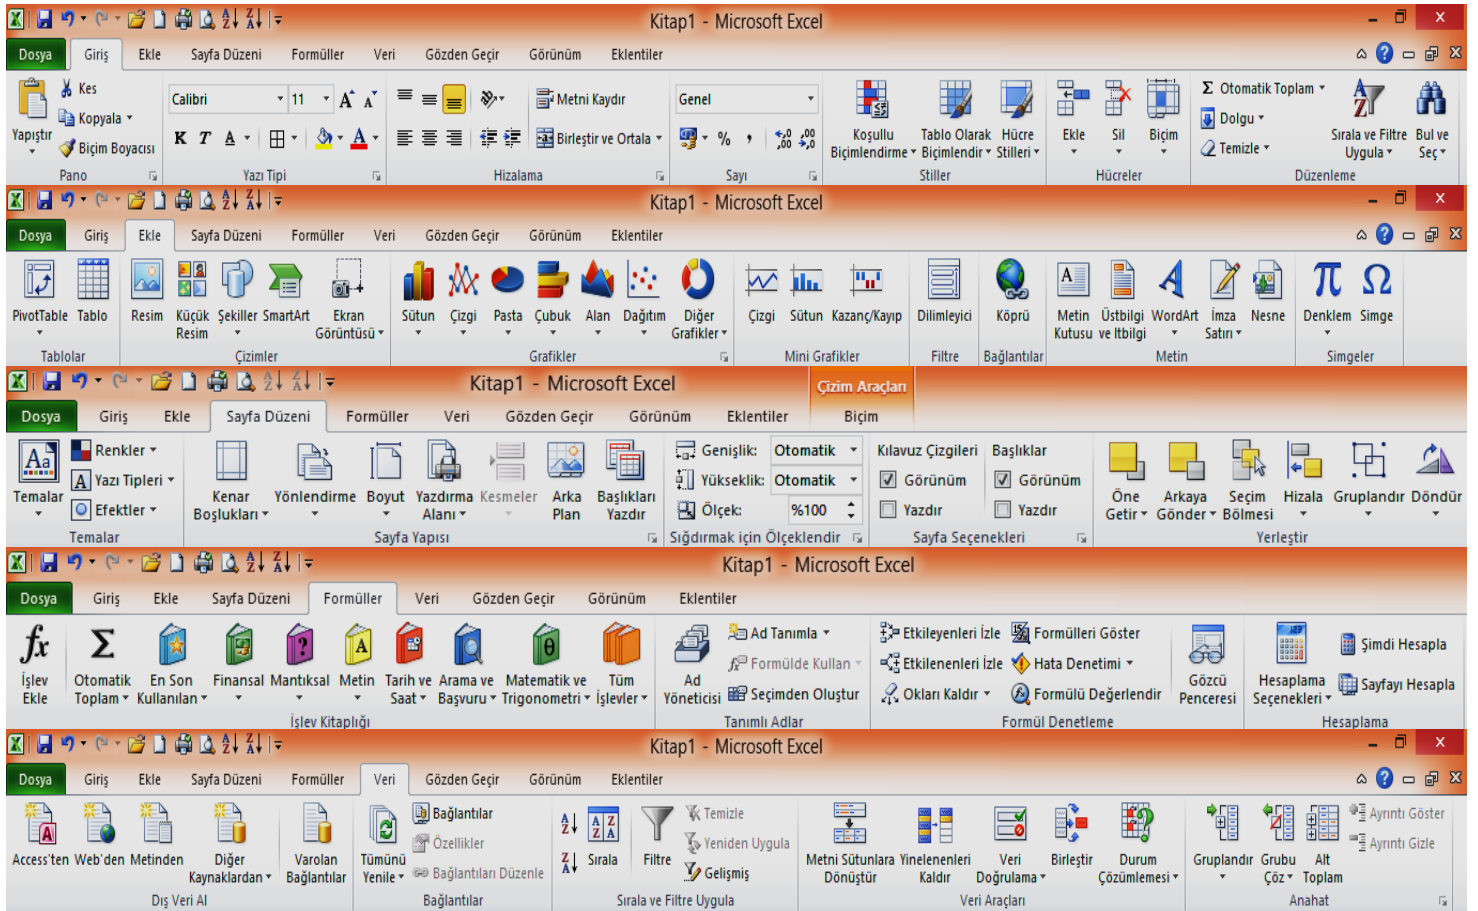 Kitap1 - Microsoft Excel
Dosya Giriş Ekle Sayfa Düzeni Formüller Veri Gözden Geçir Görünüm Eklentiler
Yapıştır
Kes
Kopyala
Biçim Boyacısı
Pano
Calibri 11
K T A
Yazı Tipi
Metni Kaydır
Birleştir ve Ortala
Hizalama
Genel
%
Sayı
Koşullu
Biçimlendirme
Tablo Olarak
Biçimlendir
Hücre
Stilleri
Stiller
Ekle
Sil
Biçim
Hücreler
Σ Otomatik Toplam
Dolgu
Temizle
Sırala ve Filtre
Uygula
Bul ve
Seç
Düzenleme
Kitap1 - Microsoft Excel
Dosya Giriş Ekle Sayfa Düzeni Formüller Veri Gözden Geçir Görünüm Eklentiler
PivotTable
Tablo
Tablolar
Resim
Küçük
Resim
Şekiller
SmartArt
Ekran
Görüntüsü
Çizimler
Sütun
Çizgi
Pasta
Çubuk
Alan
Dağıtım
Diğer
Grafikler
Grafikler
Çizgi
Sütun
Kazanç/Kayıp
Mini Grafikler
Dilimleyici
Filtre
Köprü
Bağlantılar
Metin
Kutusu
Üstbilgi
ve ltbilgi
WordArt
İmza
Satırı
Nesne
Metin
π
Denklem
Ω
Simge
Simgeler
Kitap1 - Microsoft Excel
Çizim Araçları
Dosya Giriş Ekle Sayfa Düzeni Formüller Veri Gözden Geçir Görünüm Eklentiler Biçim
Aa
Temalar
Renkler
A Yazı Tipleri
Efektler
Temalar
Kenar
Boşlukları
Yönlendirme
Boyut
Yazdırma
Alanı
Kesmeler
Arka
Plan
Başlıkları
Yazdır
Sayfa Yapısı
Genişlik: Otomatik
Yükseklik: Otomatik
Ölçek: %100
Sığdırmak için Ölçeklendir
Kılavuz Çizgileri
Görünüm
Yazdır
Başlıklar
Görünüm
Yazdır
Sayfa Seçenekleri
Öne
Getir
Arkaya
Gönder
Seçim
Bölmesi
Hizala
Gruplandır
Döndür
Yerleştir
Kitap1 - Microsoft Excel
Dosya Giriş Ekle Sayfa Düzeni Formüller Veri Gözden Geçir Görünüm Eklentiler
fx
İşlev
Ekle
Σ
Otomatik
Toplam
En Son
Kullanılan
Finansal
Mantıksal
Metin
Tarih ve
Saat
Arama ve
Başvuru
Matematik ve
Trigonometri
Tüm
İşlevler
İşlev Kitaplığı
Ad
Yöneticisi
Ad Tanımla
Formülde Kullan
Seçimden Oluştur
Tanımlı Adlar
Etkileyenleri İzle
Etkilenenleri İzle
Okları Kaldır
Formülleri Göster
Hata Denetimi
Formülü Değerlendir
Gözcü
Penceresi
Formül Denetleme
Hesaplama
Seçenekleri
Şimdi Hesapla
Sayfayı Hesapla
Hesaplama
Kitap1 - Microsoft Excel
Dosya Giriş Ekle Sayfa Düzeni Formüller Veri Gözden Geçir Görünüm Eklentiler
Access'ten
Web'den
Metinden
Diğer
Kaynaklardan
Varolan
Bağlantılar
Dış Veri Al
Tümünü
Yenile
Bağlantılar
Özellikler
Bağlantıları Düzenle
Bağlantılar
Sırala
Filtre
Temizle
Yeniden Uygula
Gelişmiş
Sırala ve Filtre Uygula
Metni Sütunlara
Dönüştür
Yinelenenleri
Kaldır
Veri
Doğrulama
Birleştir
Durum
Çözümlemesi
Veri Araçları
Gruplandır
Grubu
Çöz
Alt
Toplam
Ayrıntı Göster
Ayrıntı Gizle
Anahat